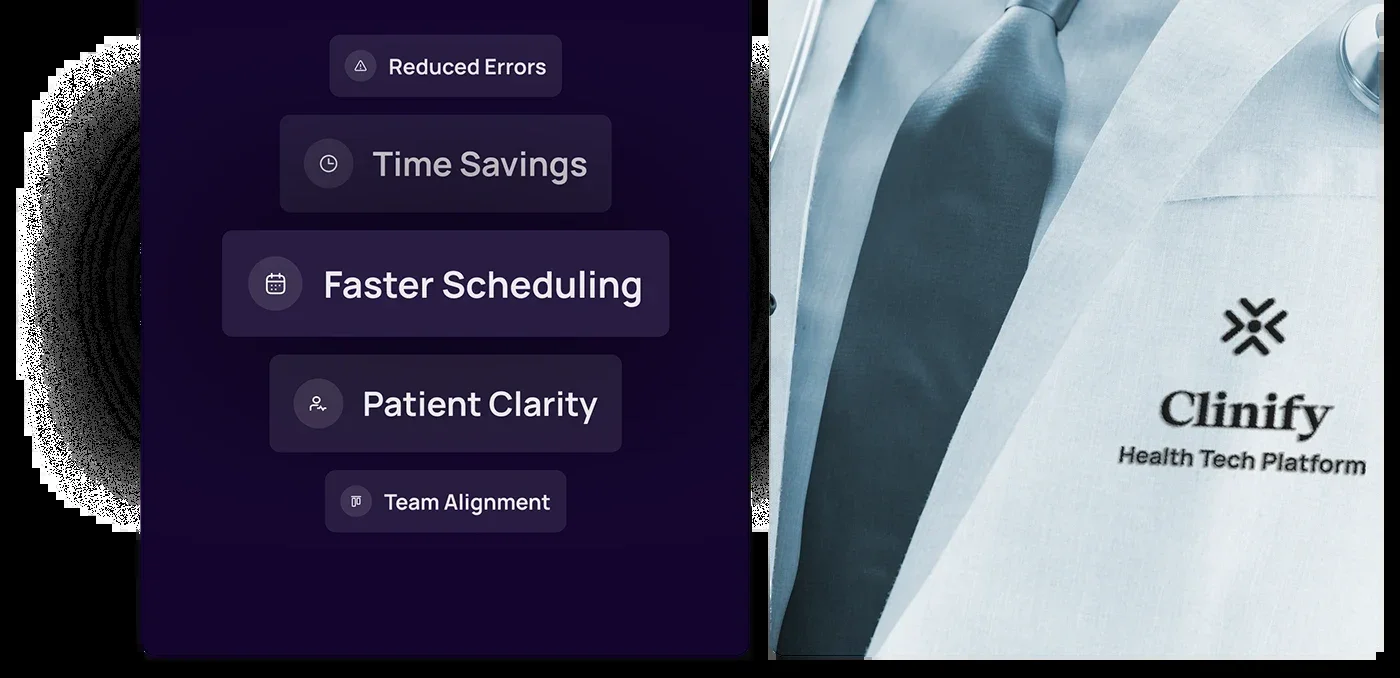 Reduced Errors
Time Savings
Faster Scheduling
Patient Clarity
Team Alignment
Clinify
Health Tech Platform